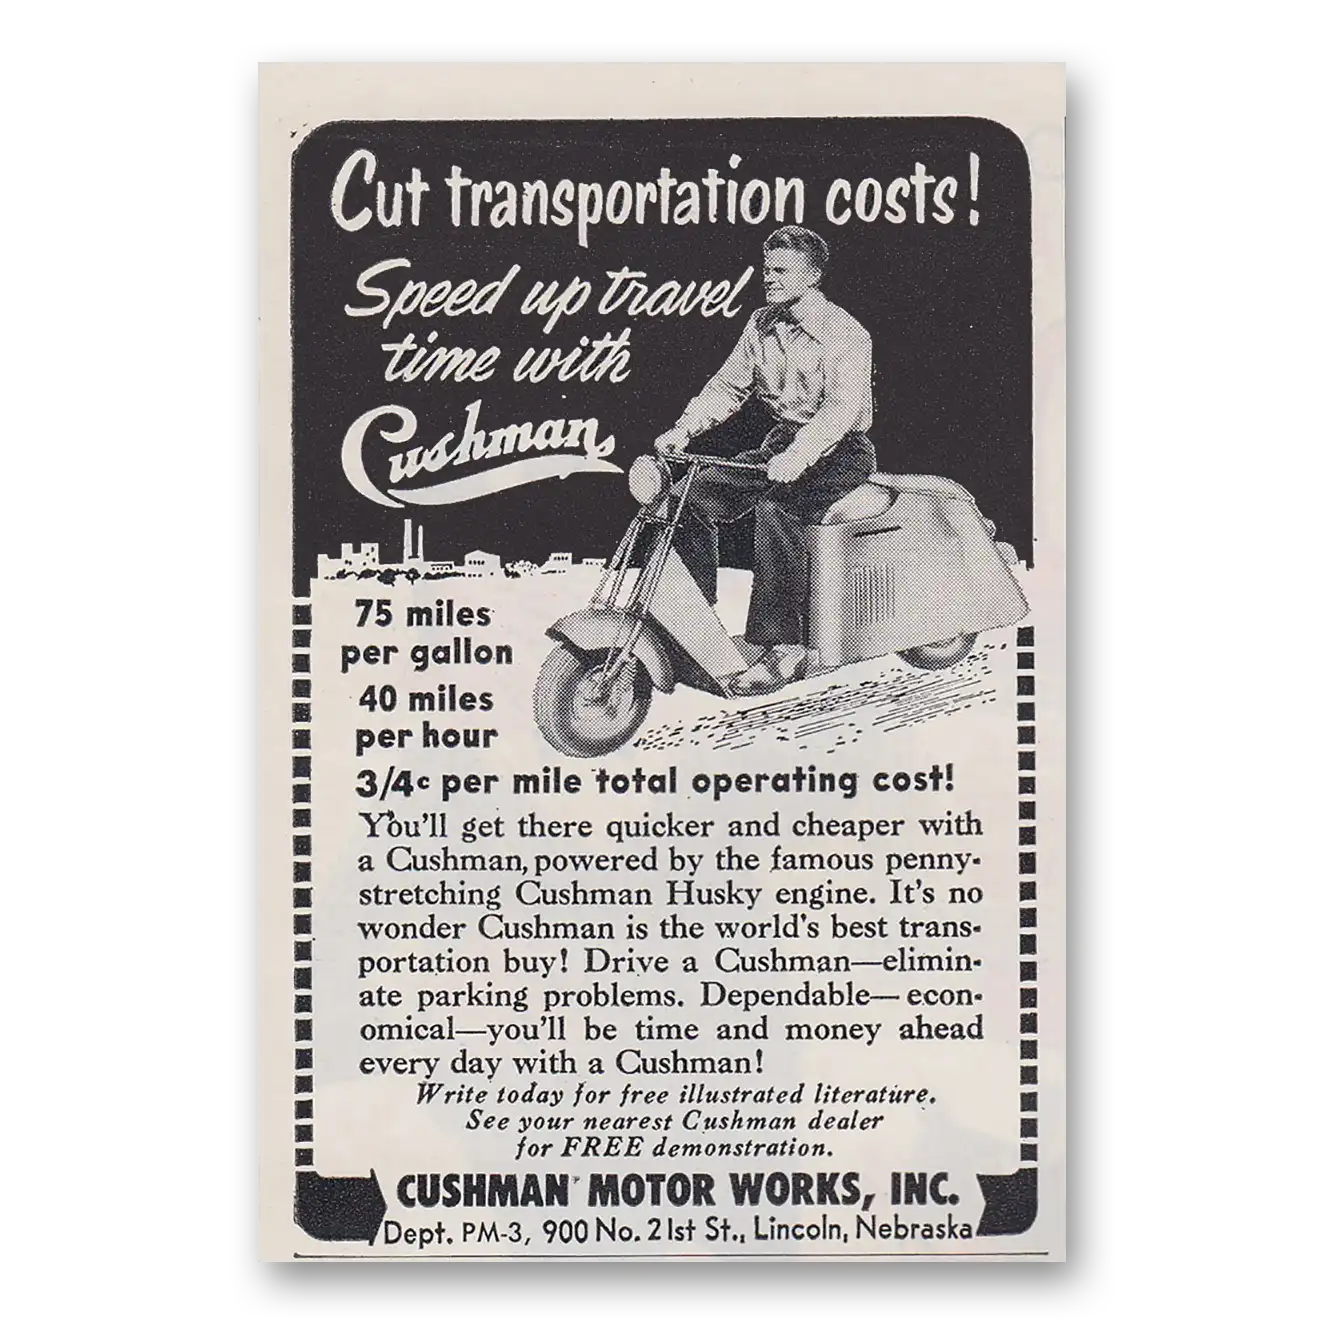 Cut transportation costs!
Speed up travel
time with
Cushman
75 miles
per gallon
40 miles
per hour
3/4c per mile total operating cost!
You'll get there quicker and cheaper with
a Cushman, powered by the famous penny-
stretching Cushman Husky engine. It's no
wonder Cushman is the world's best trans-
portation buy! Drive a Cushman—elimin-
ate parking problems. Dependable—econ-
omical—you'll be time and money ahead
every day with a Cushman!
Write today for free illustrated literature.
See your nearest Cushman dealer
for FREE demonstration.
CUSHMAN MOTOR WORKS, INC.
Dept. PM-3, 900 No. 21st St., Lincoln, Nebraska